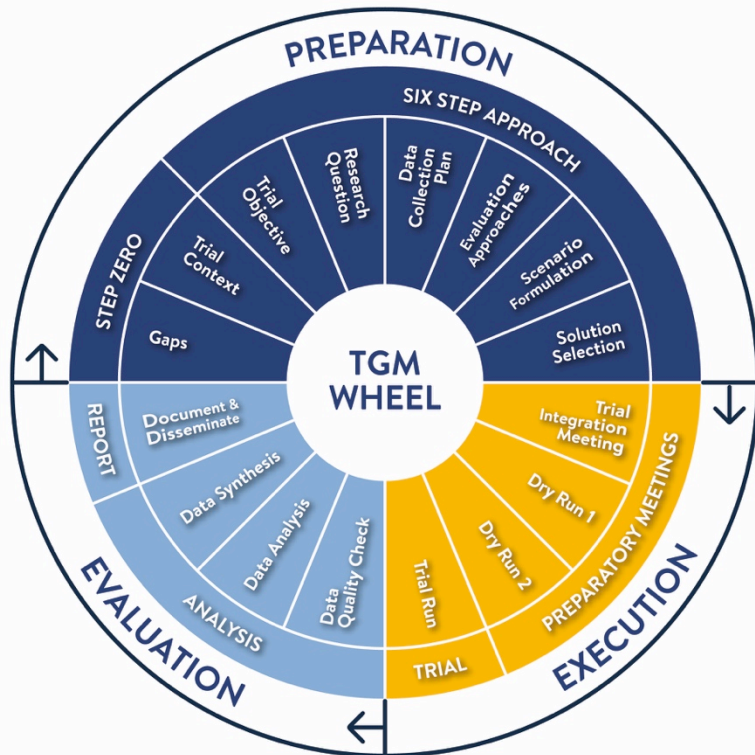 PREPARATION
SIX STEP APPROACH
STEP ZERO
Gaps
Trial
Context
Trial
Objective
Research
Question
Data
Collection
Plan
Evaluation
Approaches
Scenario
Formulation
Solution
Selection
TGM
WHEEL
Trial
Integration
Meeting
Dry Run 1
Dry Run 2
Trial Run
PREPARATORY MEETINGS
TRIAL
EXECUTION
Data
Quality Check
Data Analysis
Data Synthesis
Document &
Disseminate
ANALYSIS
REPORT
EVALUATION